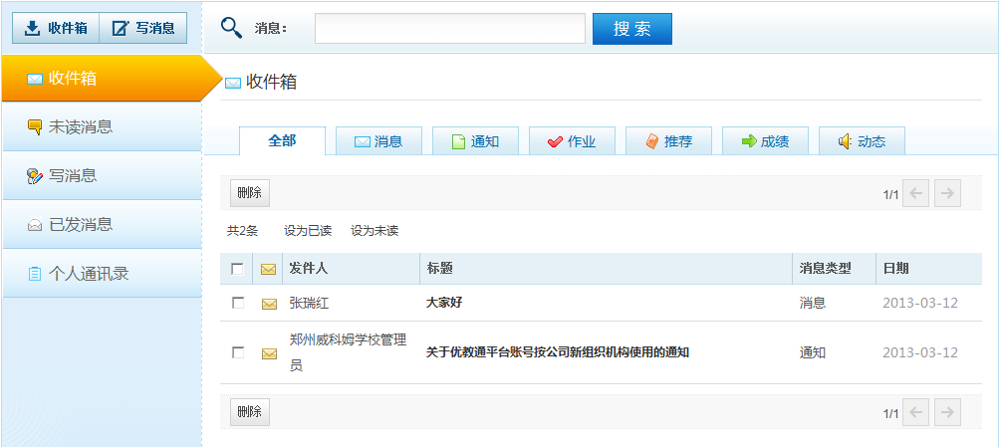 收件箱 写消息 消息： 搜 索
收件箱
未读消息
写消息
已发消息
个人通讯录
收件箱
全部 消息 通知 作业 推荐 成绩 动态
删除 1/1
共2条 设为已读 设为未读
发件人 标题 消息类型 日期
张瑞红 大家好 消息 2013-03-12
郑州威科姆学校管理
员 关于优教通平台账号按公司新组织机构使用的通知 通知 2013-03-12
删除 1/1